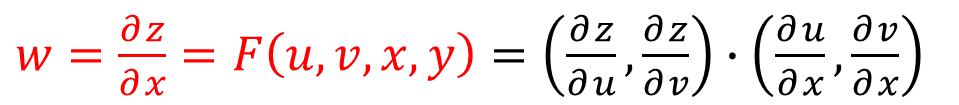 w = ∂z/∂x = F(u, v, x, y) = (∂z/∂u, ∂z/∂v) · (∂u/∂x, ∂v/∂x)